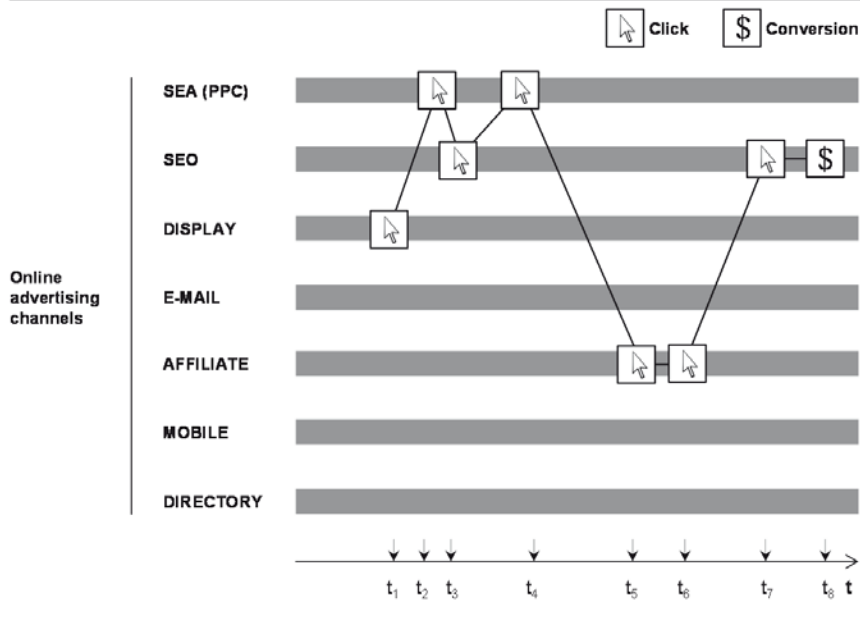 Click
$ Conversion
SEA (PPC)
SEO
$
DISPLAY
E-MAIL
Online
advertising
channels
AFFILIATE
MOBILE
DIRECTORY
t₁ t₂ t₃ t₄ t₅ t₆ t₇ t₈ t